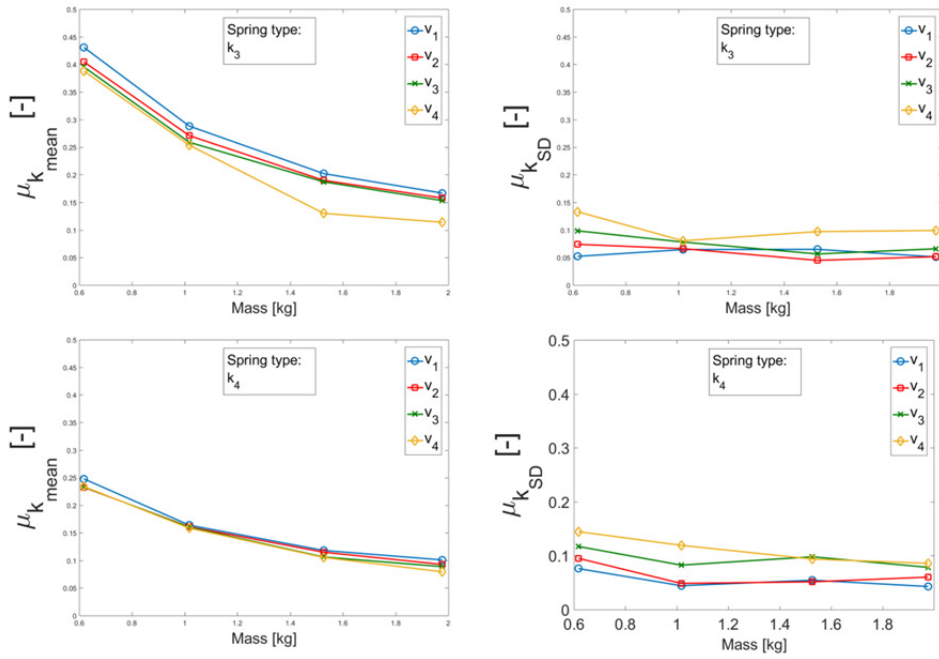 0.5
0.45
0.4
0.35
0.3
0.25
0.2
0.15
0.1
0.05
0
0.6 0.8 1 1.2 1.4 1.6 1.8 2
Mass [kg]
μk mean [-]
Spring type:
k3
v1
v2
v3
v4
0.5
0.45
0.4
0.35
0.3
0.25
0.2
0.15
0.1
0.05
0
0.6 0.8 1 1.2 1.4 1.6 1.8
Mass [kg]
μk SD [-]
Spring type:
k3
v1
v2
v3
v4
0.5
0.45
0.4
0.35
0.3
0.25
0.2
0.15
0.1
0.05
0
0.6 0.8 1 1.2 1.4 1.6 1.8 2
Mass [kg]
μk mean [-]
Spring type:
k4
v1
v2
v3
v4
0.5
0.4
0.3
0.2
0.1
0
0.6 0.8 1 1.2 1.4 1.6 1.8
Mass [kg]
μk SD [-]
Spring type:
k4
v1
v2
v3
v4